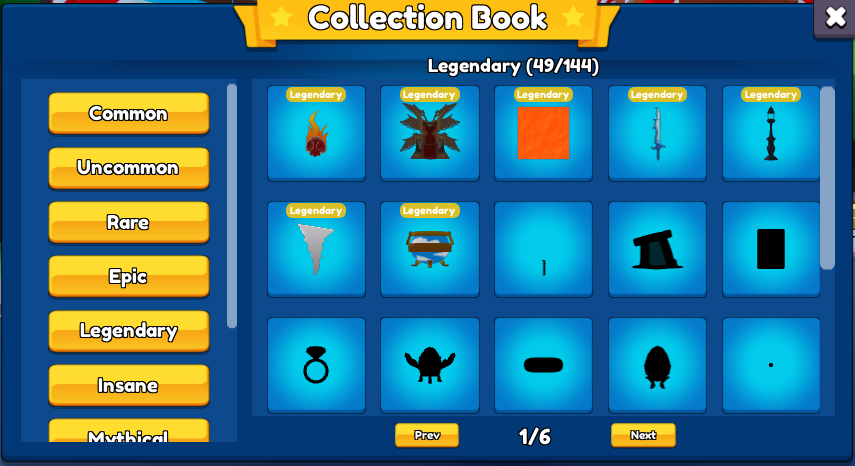 Collection Book
Legendary (49/144)
Common
Uncommon
Rare
Epic
Legendary
Insane
Mythical
Legendary
Legendary
Legendary
Legendary
Legendary
Legendary
Legendary
Prev
1/6
Next